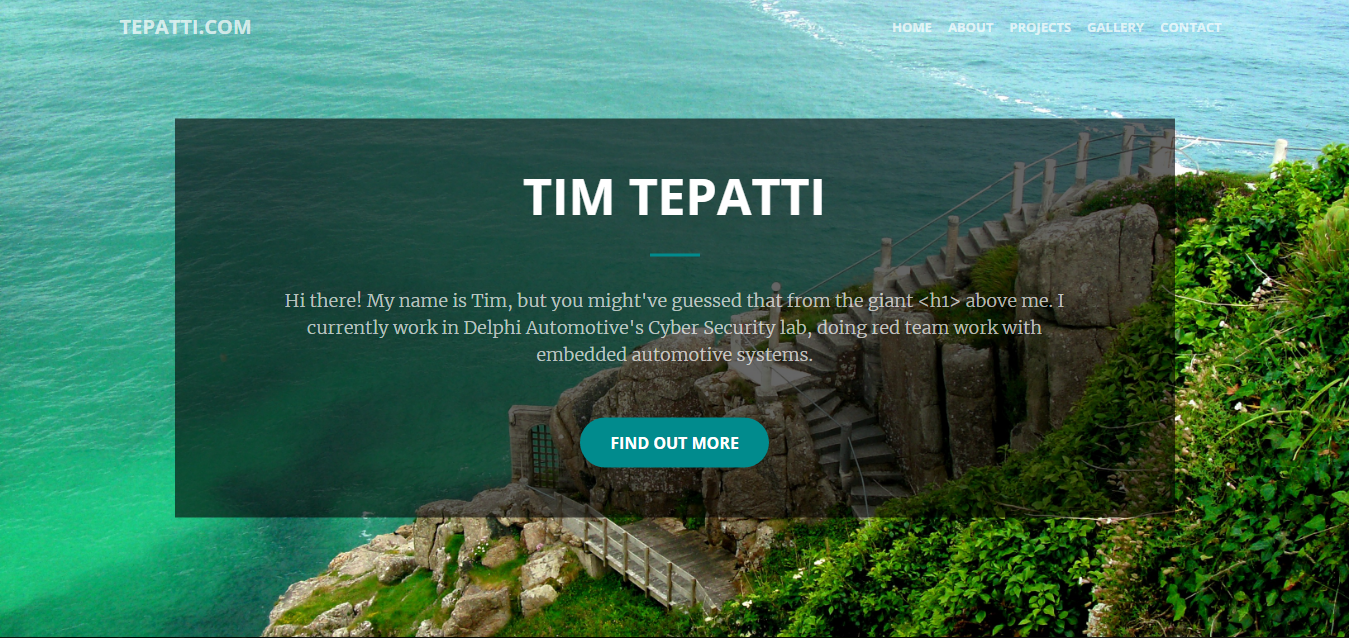 TEPATTI.COM
HOME ABOUT PROJECTS GALLERY CONTACT
TIM TEPATTI
Hi there! My name is Tim, but you might've guessed that from the giant <h1> above me. I
currently work in Delphi Automotive's Cyber Security lab, doing red team work with
embedded automotive systems.
FIND OUT MORE